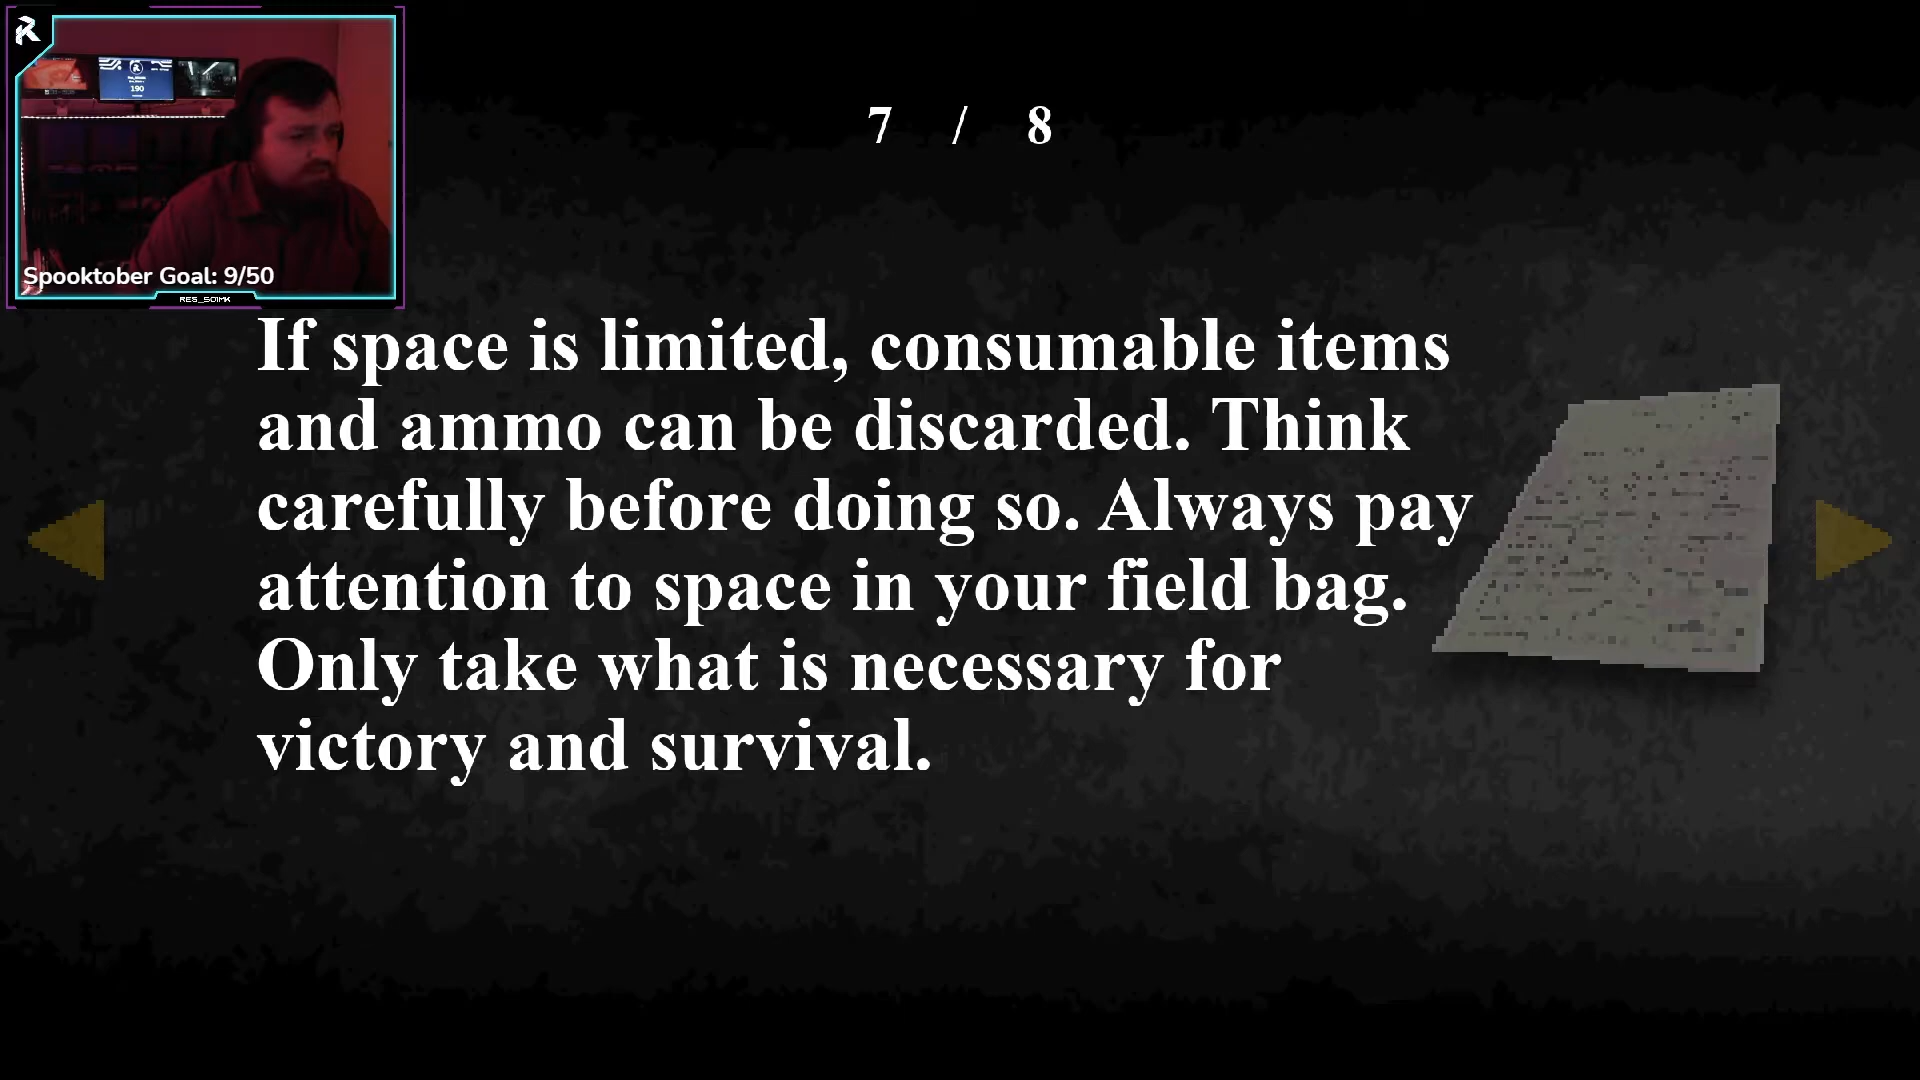 7 / 8
190
Spooktober Goal: 9/50
RES_SOIMK
If space is limited, consumable items
and ammo can be discarded. Think
carefully before doing so. Always pay
attention to space in your field bag.
Only take what is necessary for
victory and survival.